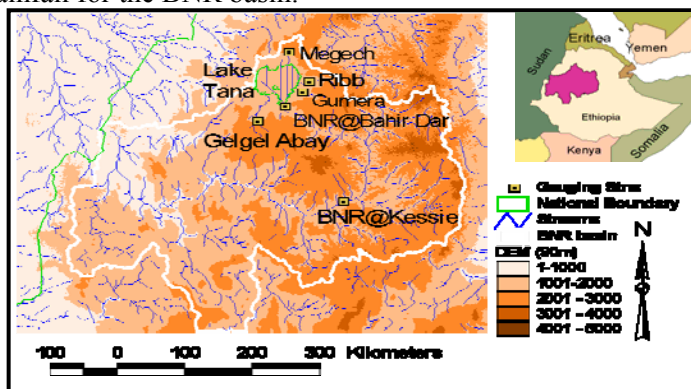 for the BNR basin.
Megech
Lake
Tana
Ribb
Gumera
BNR@Bahir Dar
Gelgel Abay
BNR@Kessie
Eritrea
Yemen
Sudan
Ethiopia
Kenya
Somalia
Gauging Stns
National Boundary
Streams
BNR basin
DEM (90m)
1-1000
1001-2000
2001 - 3000
3001 - 4000
4001 - 5000
N
100 0 100 200 300 Kilometers